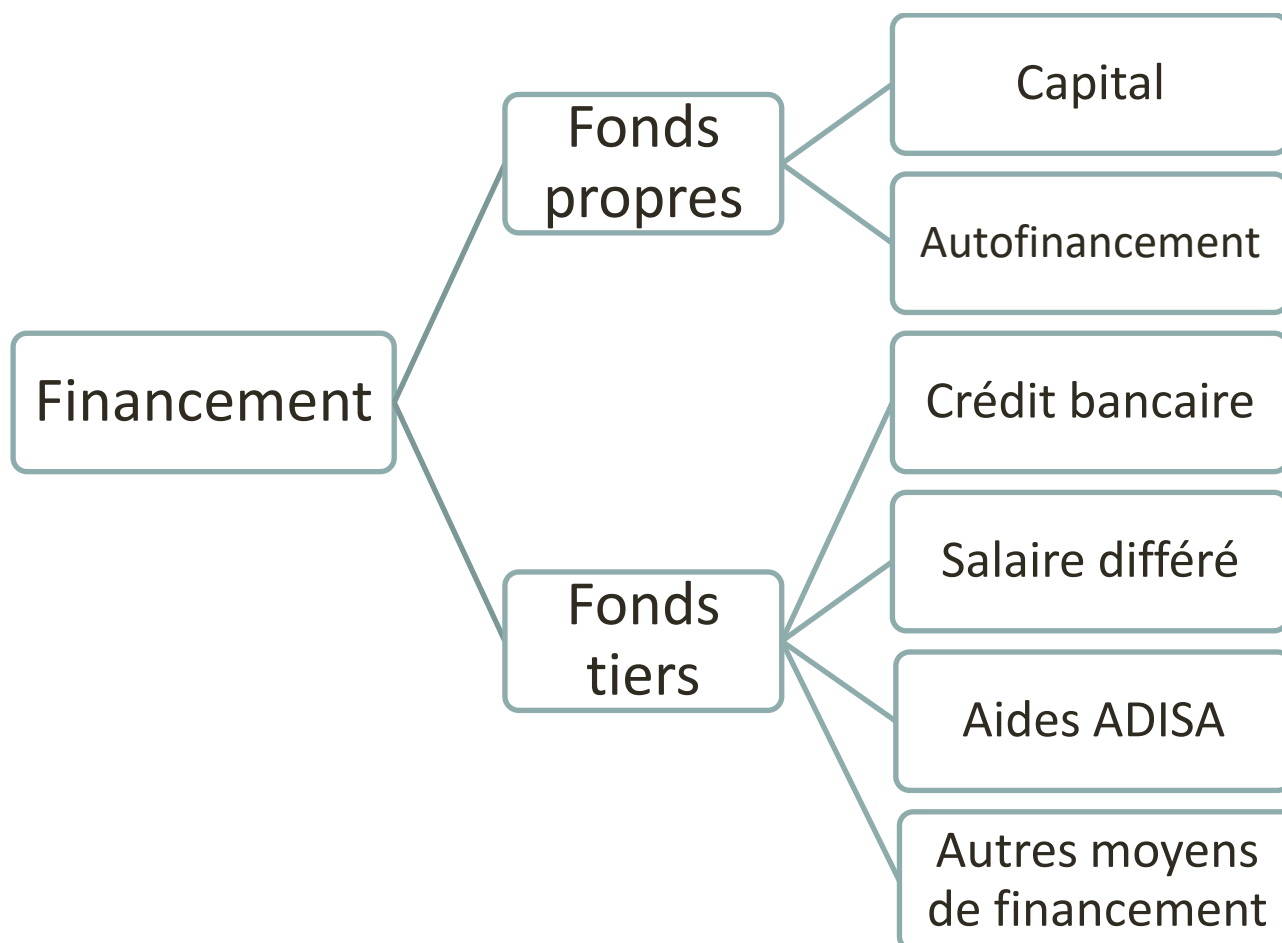 Financement
Fonds
propres
Capital
Autofinancement
Fonds
tiers
Crédit bancaire
Salaire différé
Aides ADISA
Autres moyens
de financement